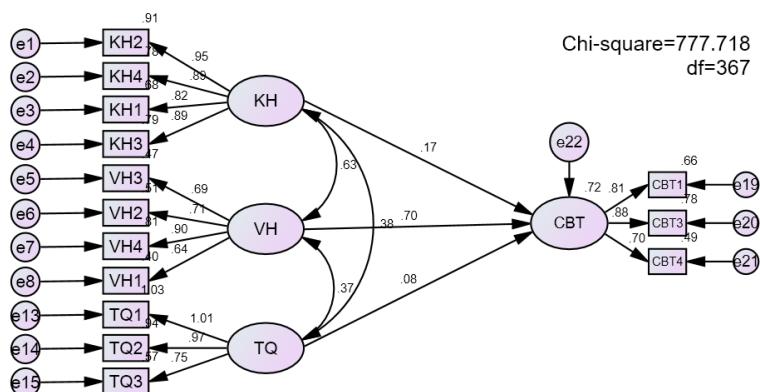 .91
e1 KH2 .95
Chi-square=777.718
df=367
e2 KH4 .89
.68
e3 KH1 .82
KH
.79
.89
e4 KH3
.47
.17
e22
.63
e5 VH3 .69
.51
.72 .81 CBT1 .66 e19
e6 VH2 .71
.81
.78
VH .38 .70 CBT .88 CBT3 e20
e7 VH4 .90
.49
.40 .64
.70 CBT4 e21
e8 VH1
1.03
.37 .08
e13 TQ1 1.01
.94
e14 TQ2 .97
TQ
.57
.75
e15 TQ3